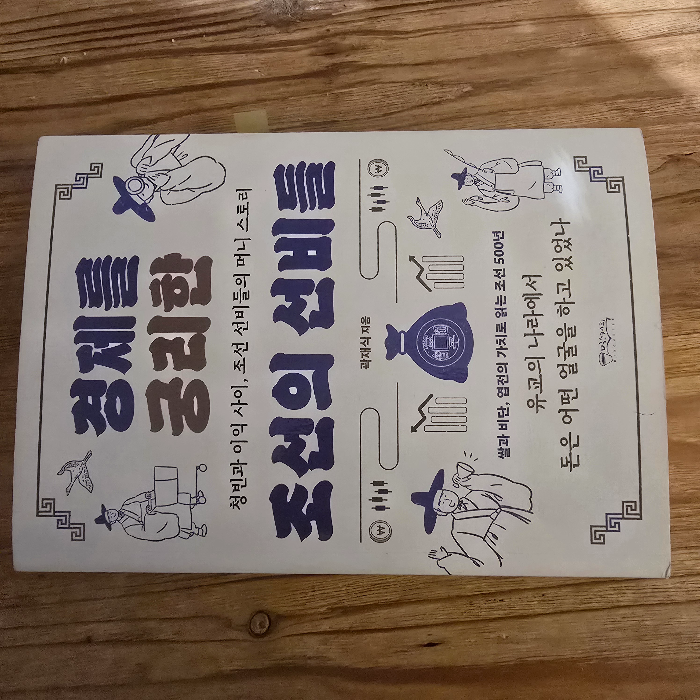 경제를
궁리한
청빈과 이익 사이, 조선 선비들의 머니 스토리
조선의 선비들
곽재식 지음
쌀과 비단, 엽전의 가치로 읽는 조선 500년
유교의 나라에서
돈은 어떤 얼굴을 하고 있었나